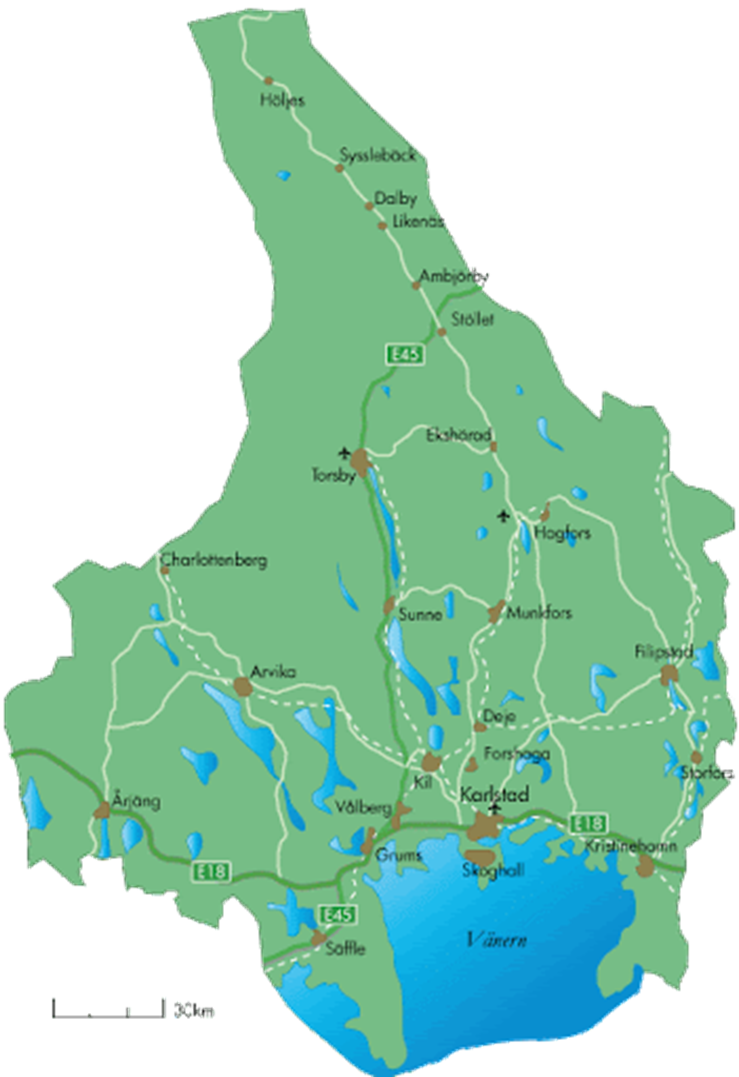 Höljes
Sysslebäck
Dalby
Likenäs
Ambjörby
Stöllet
E45
Ekshärad
Torsby
Hagfors
Charlottenberg
Sunne
Munkfors
Filipstad
Arvika
Deje
Forshaga
Storfors
Kil
Karlstad
Årjäng
Vålberg
E18
Kristinehamn
Grums
Skoghall
E18
E45
Säffle
Vänern
30km